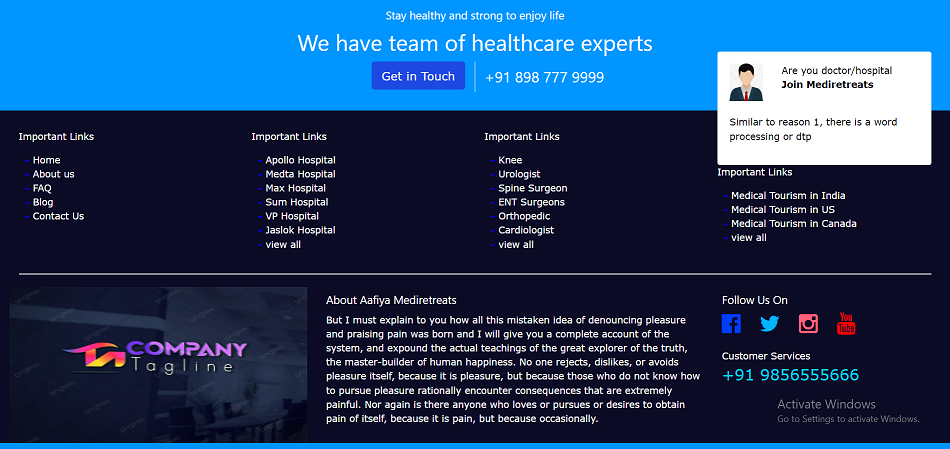 Stay healthy and strong to enjoy life
We have team of healthcare experts
Get in Touch
+91 898 777 9999
Are you doctor/hospital
Join Mediretreats
Similar to reason 1, there is a word
processing or dtp
Important Links
- Home
- About us
- FAQ
- Blog
- Contact Us
Important Links
- Apollo Hospital
- Medta Hospital
- Max Hospital
- Sum Hospital
- VP Hospital
- Jaslok Hospital
- view all
Important Links
- Knee
- Urologist
- Spine Surgeon
- ENT Surgeons
- Orthopedic
- Cardiologist
- view all
Important Links
- Medical Tourism in India
- Medical Tourism in US
- Medical Tourism in Canada
- view all
COMPANY
Tagline
About Aafiya Mediretreats
But I must explain to you how all this mistaken idea of denouncing pleasure
and praising pain was born and I will give you a complete account of the
system, and expound the actual teachings of the great explorer of the truth,
the master-builder of human happiness. No one rejects, dislikes, or avoids
pleasure itself, because it is pleasure, but because those who do not know how
to pursue pleasure rationally encounter consequences that are extremely
painful. Nor again is there anyone who loves or pursues or desires to obtain
pain of itself, because it is pain, but because occasionally.
Follow Us On
You
Tube
Customer Services
+91 9856555666
Activate Windows
Go to Settings to activate Windows.